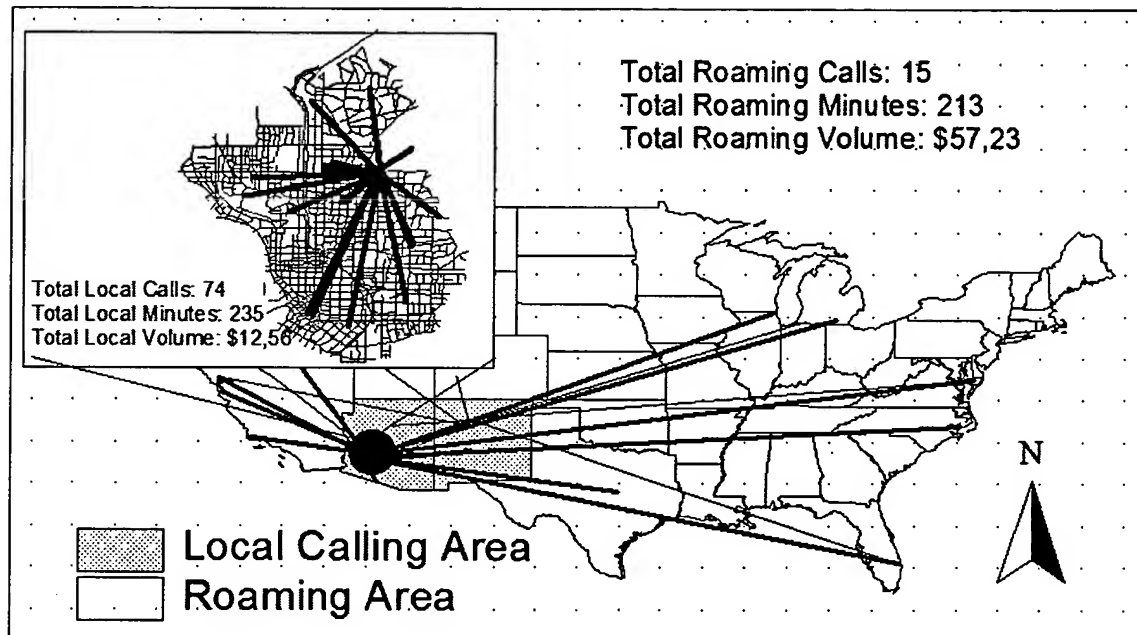 Total Roaming Calls: 15
Total Roaming Minutes: 213
Total Roaming Volume: $57,23
Total Local Calls: 74
Total Local Minutes: 235
Total Local Volume: $12,56
N
Local Calling Area
Roaming Area